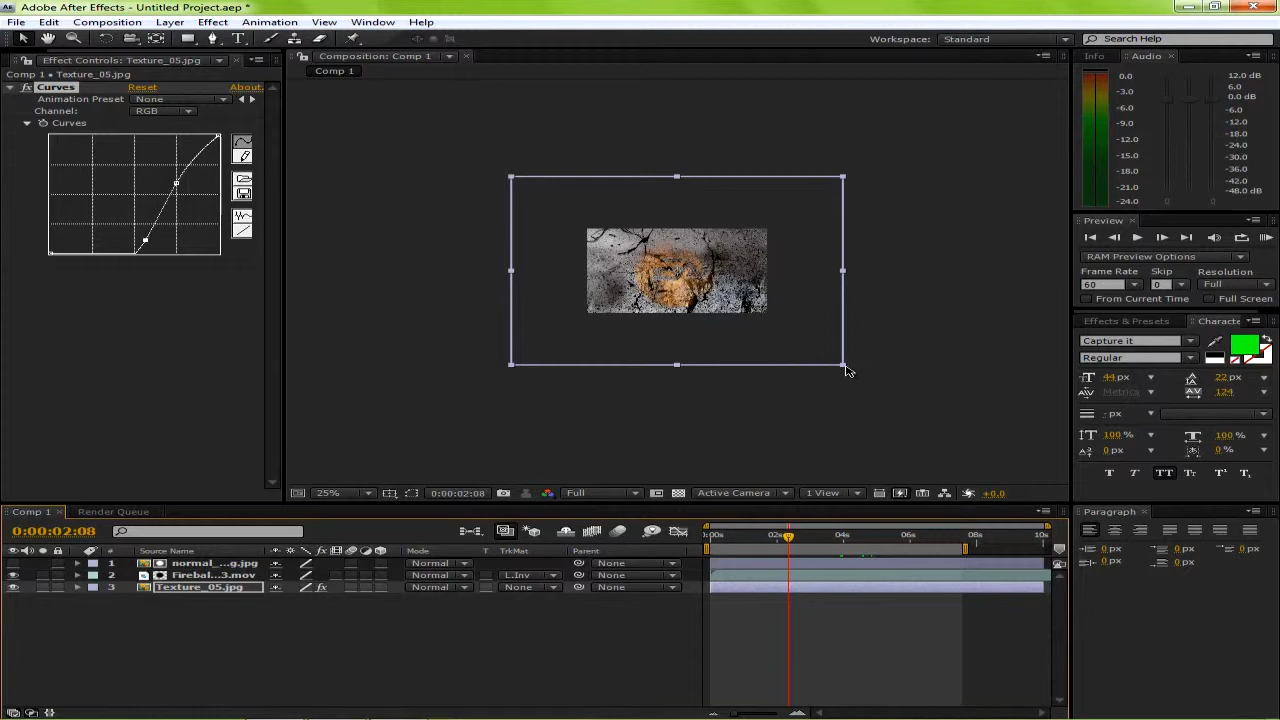 Adobe After Effects - Untitled Project.aep *
File Edit Composition Layer Effect Animation View Window Help
Workspace: Standard Search Help
Effect Controls: Texture_05.jpg
Comp 1 • Texture_05.jpg
fx Curves Reset About..
Animation Preset None
Channel: RGB
Curves
Composition: Comp 1
Comp 1
25% 0:00:02:08 Full Active Camera 1 View +0.0
Info Audio
0.0
-3.0
-6.0
-9.0
-12.0
-15.0
-18.0
-21.0
-24.0
12.0 dB
6.0
0.0 dB
-6.0
-12.0
-18.0
-24.0
-30.0
-36.0
-42.0
-48.0
0 0
Preview
RAM Preview Options
Frame Rate Skip Resolution
60 0 Full
From Current Time Full Screen
Effects & Presets Characte
Capture it
Regular
44 px 22 px
Metrics 124
- px
100 % 100 %
0 px 0 %
T T TT Tr T¹ T₁
Comp 1 Render Queue
0:00:02:08
# Source Name Mode T TrkMat Parent
1 normal_...g.jpg Normal None
2 Firebal...3.mov Normal L.Inv None
3 Texture_05.jpg Normal None None
):00s 02s 04s 06s 08s 10s
Paragraph
0 px 0 px 0 px
0 px 0 px